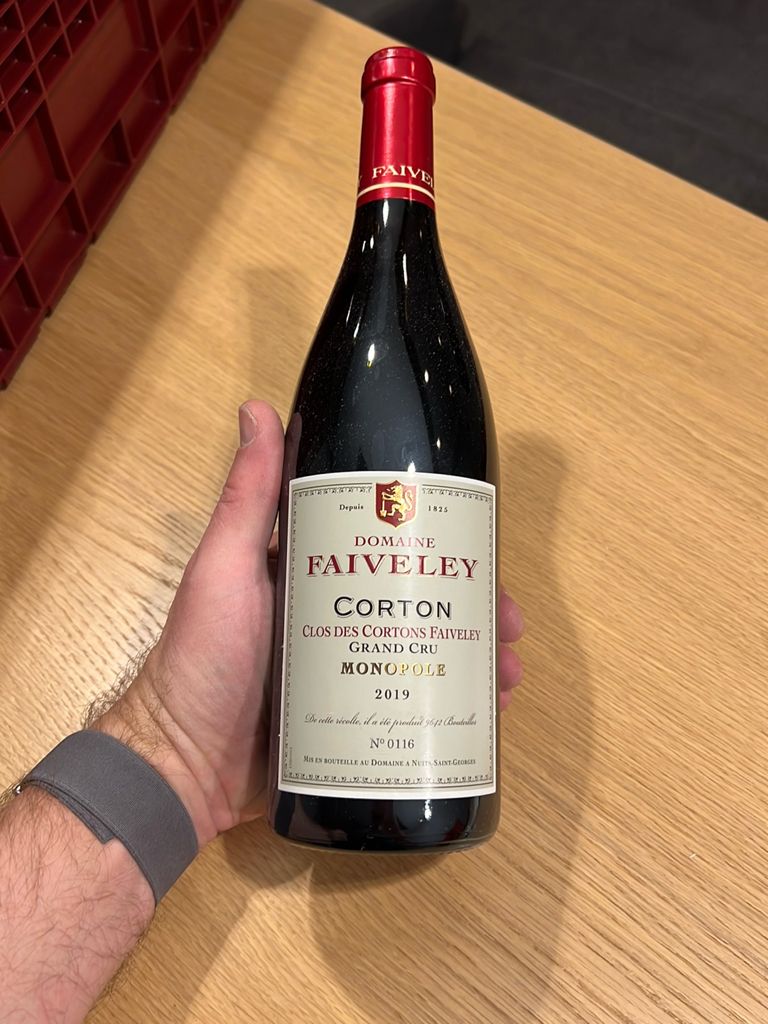 FAIVEL
Depuis 1825
DOMAINE
FAIVELEY
CORTON
CLOS DES CORTONS FAIVELEY
GRAND CRU
MONOPOLE
2019
De cette récolte, il a été produit 9642 Bouteilles
Nº 0116
MIS EN BOUTEILLE AU DOMAINE A NUITS-SAINT-GEORGES